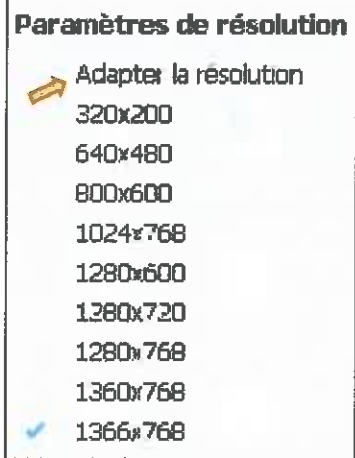 Paramètres de résolution
Adapter la résolution
320x200
640x480
800x600
1024x768
1280x600
1280x720
1280x768
1360x768
1366x768